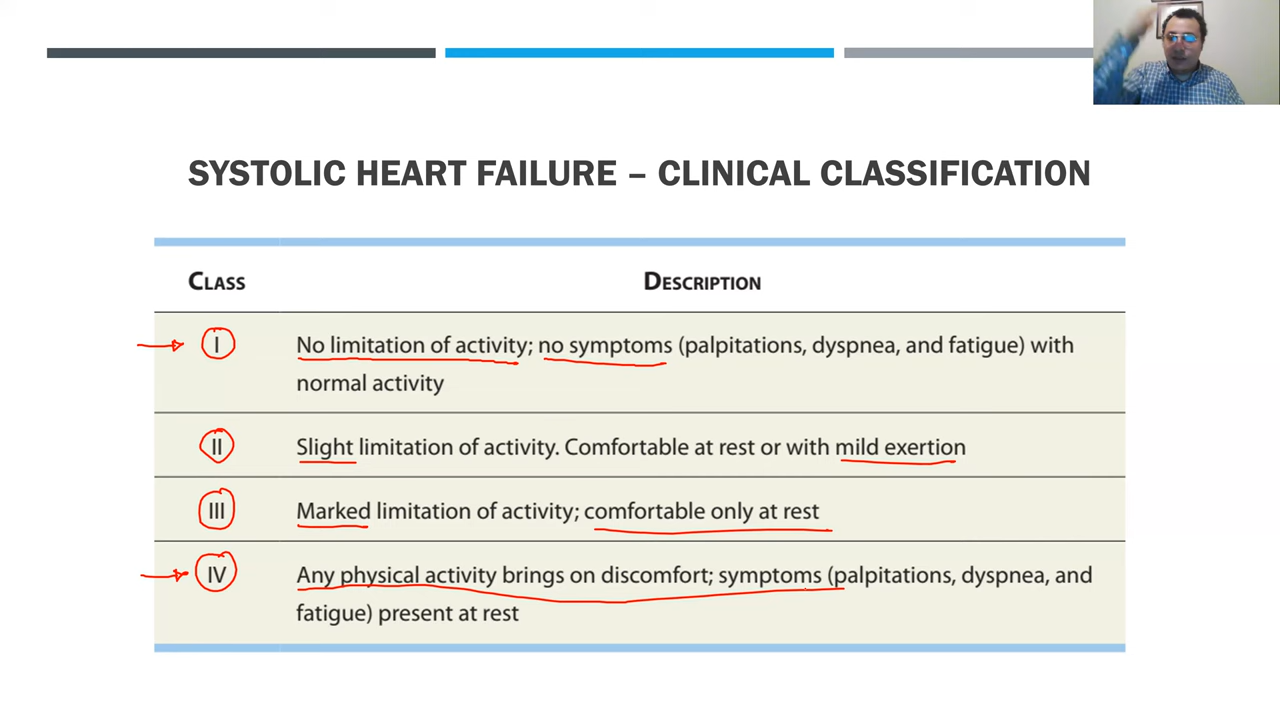 SYSTOLIC HEART FAILURE – CLINICAL CLASSIFICATION
CLASS DESCRIPTION
I No limitation of activity; no symptoms (palpitations, dyspnea, and fatigue) with
normal activity
II Slight limitation of activity. Comfortable at rest or with mild exertion
III Marked limitation of activity; comfortable only at rest
IV Any physical activity brings on discomfort; symptoms (palpitations, dyspnea, and
fatigue) present at rest